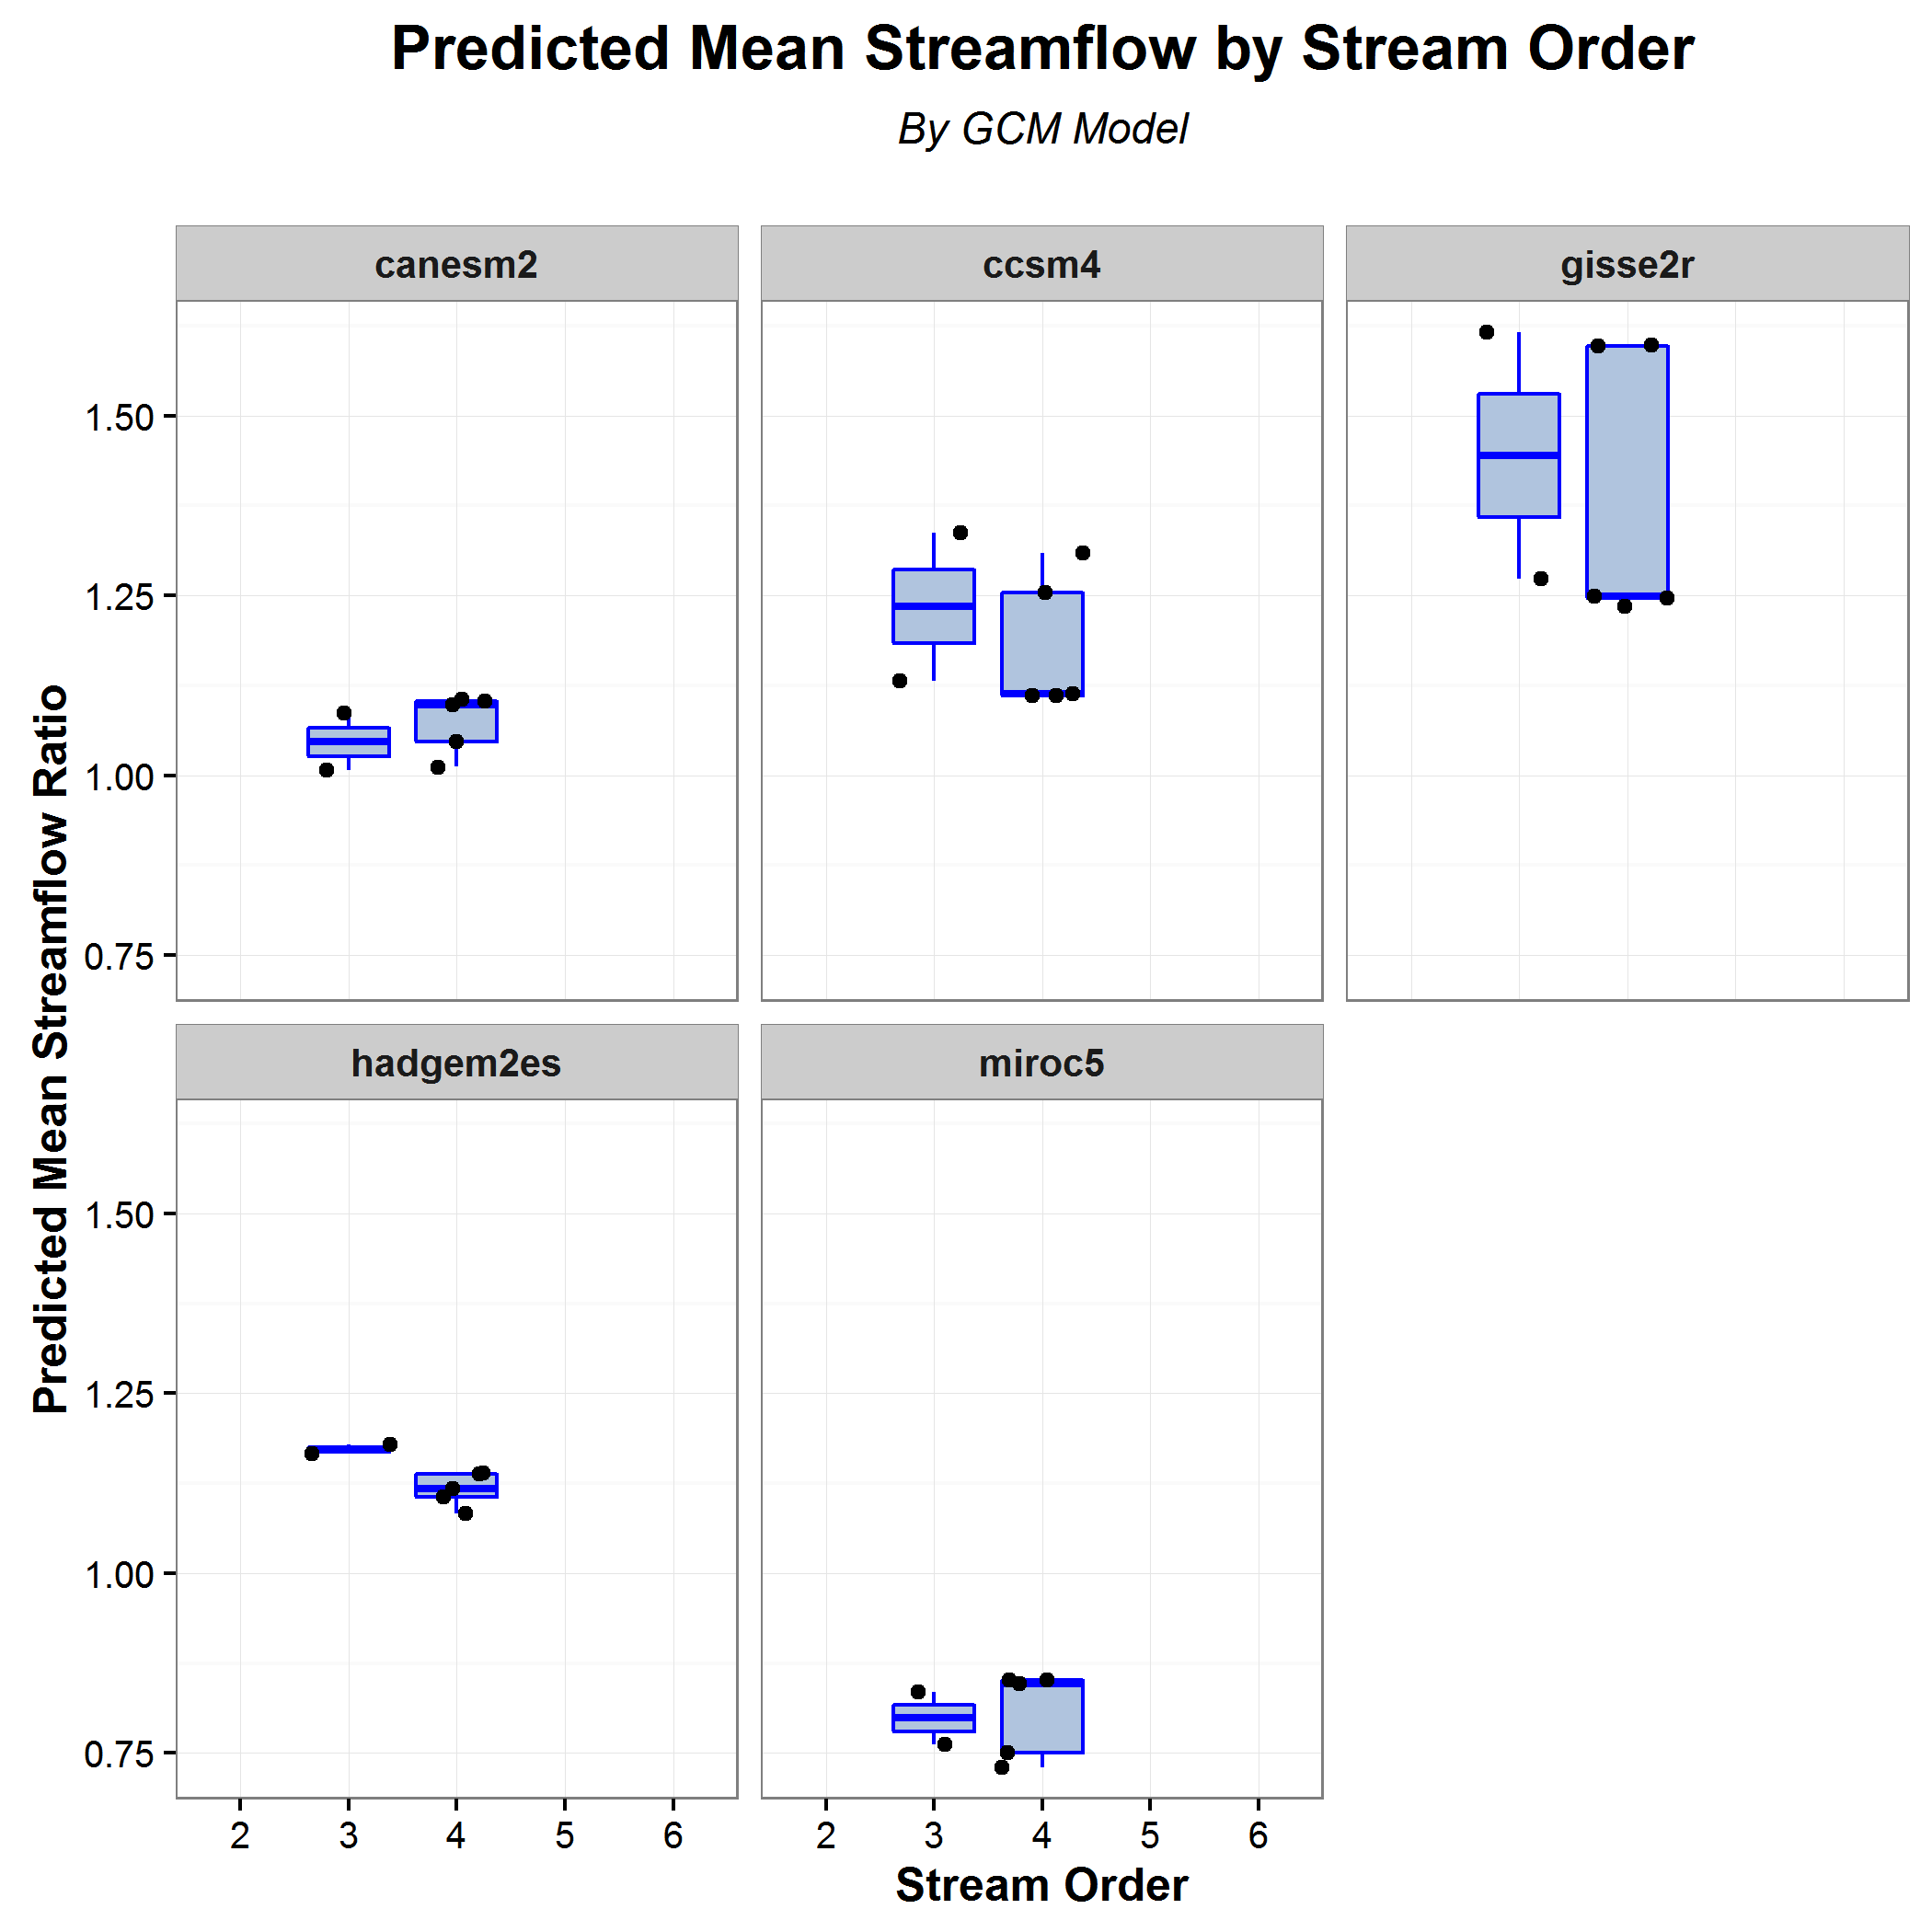 Predicted Mean Streamflow by Stream Order
By GCM Model
canesm2
ccsm4
gisse2r
Predicted Mean Streamflow Ratio
1.50
1.25
1.00
0.75
hadgem2es
miroc5
1.50
1.25
1.00
0.75
2 3 4 5 6
2 3 4 5 6
Stream Order